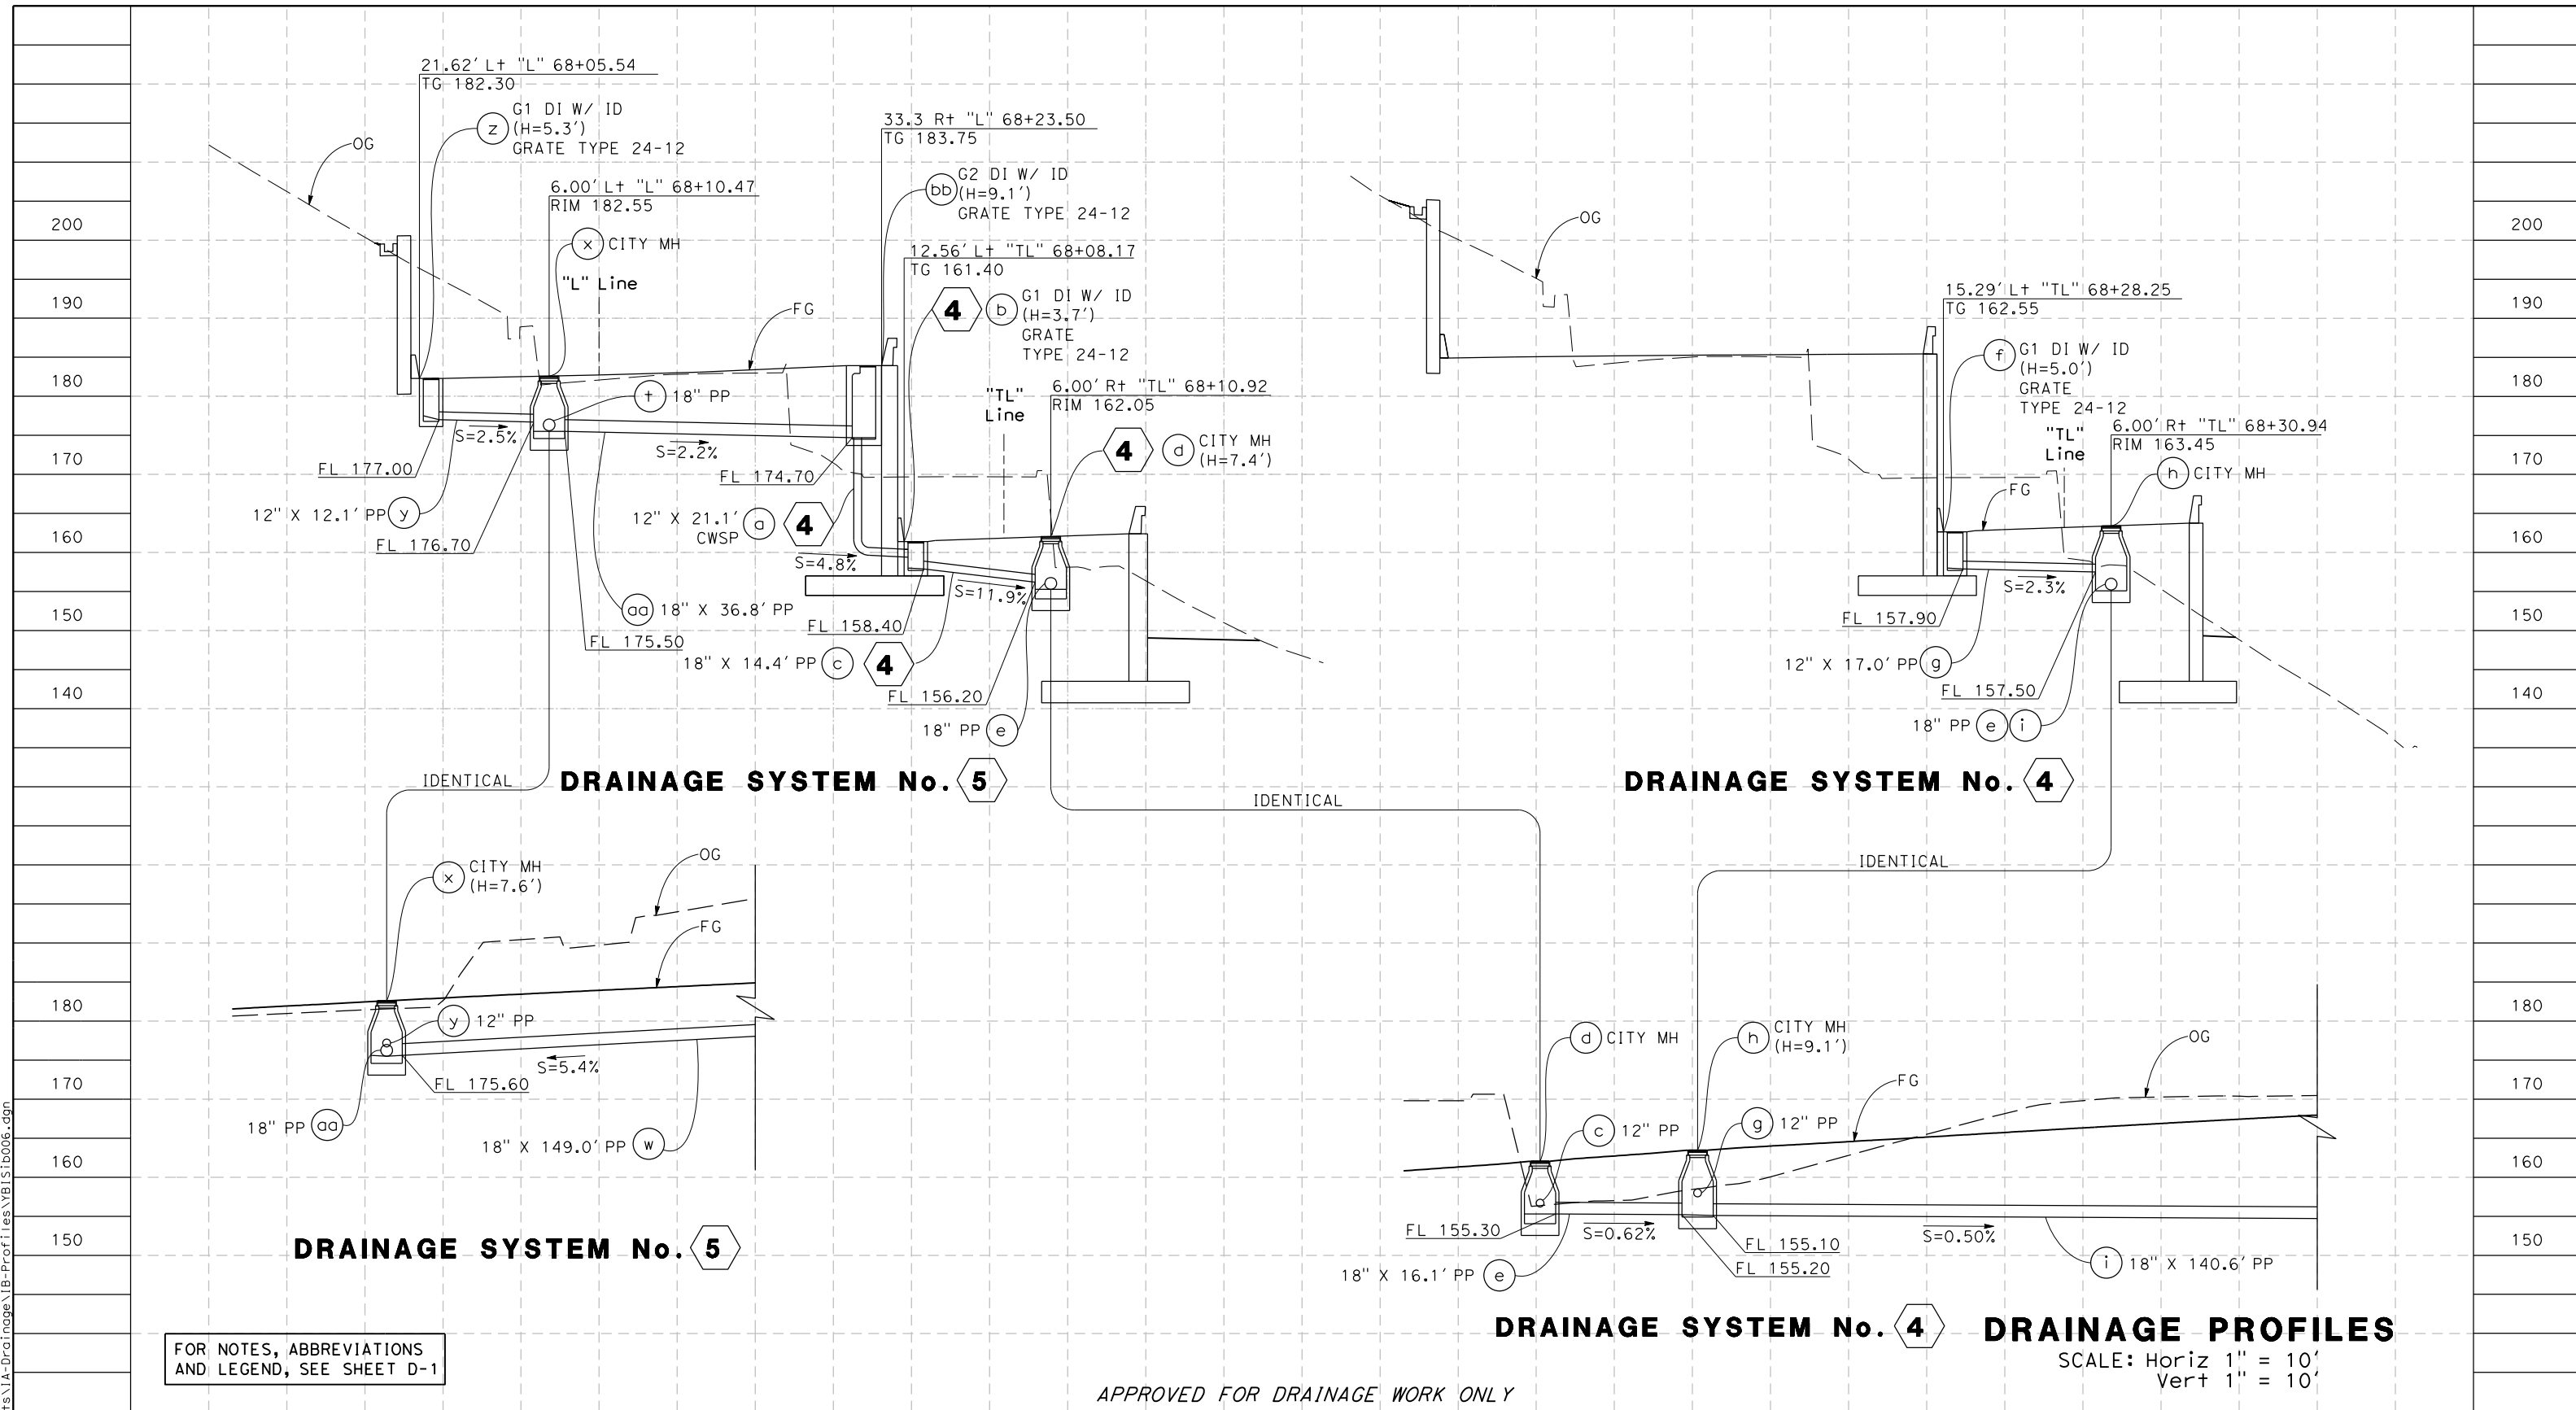 21.62' Lt "L" 68+05.54
TG 182.30
z
G1 DI W/ ID
(H=5.3')
GRATE TYPE 24-12
OG
6.00' Lt "L" 68+10.47
RIM 182.55
x CITY MH
"L" Line
33.3 Rt "L" 68+23.50
TG 183.75
bb
G2 DI W/ ID
(H=9.1')
GRATE TYPE 24-12
12.56' Lt "TL" 68+08.17
TG 161.40
4 b
G1 DI W/ ID
(H=3.7')
GRATE
TYPE 24-12
FG
"TL"
Line
6.00' Rt "TL" 68+10.92
RIM 162.05
4 d
CITY MH
(H=7.4')
t 18" PP
S=2.5%
S=2.2%
FL 177.00
FL 174.70
12" X 12.1' PP y
FL 176.70
12" X 21.1'
CWSP
a 4
S=4.8%
S=11.9%
aa 18" X 36.8' PP
FL 175.50
FL 158.40
18" X 14.4' PP c 4
FL 156.20
18" PP e
IDENTICAL
DRAINAGE SYSTEM No. 5
IDENTICAL
OG
15.29' Lt "TL" 68+28.25
TG 162.55
f
G1 DI W/ ID
(H=5.0')
GRATE
TYPE 24-12
"TL"
Line
6.00' Rt "TL" 68+30.94
RIM 163.45
h CITY MH
FG
S=2.3%
FL 157.90
12" X 17.0' PP g
FL 157.50
18" PP e i
DRAINAGE SYSTEM No. 4
IDENTICAL
200
190
180
170
160
150
140
180
170
160
150
200
190
180
170
160
150
140
180
170
160
150
x
CITY MH
(H=7.6')
OG
FG
y 12" PP
S=5.4%
FL 175.60
18" PP aa
18" X 149.0' PP w
DRAINAGE SYSTEM No. 5
d CITY MH
h
CITY MH
(H=9.1')
OG
FG
c 12" PP
g 12" PP
FL 155.30
S=0.62%
FL 155.10
FL 155.20
S=0.50%
18" X 16.1' PP e
i 18" X 140.6' PP
DRAINAGE SYSTEM No. 4
DRAINAGE PROFILES
SCALE: Horiz 1" = 10'
Vert 1" = 10'
FOR NOTES, ABBREVIATIONS
AND LEGEND, SEE SHEET D-1
APPROVED FOR DRAINAGE WORK ONLY
ts\IA-Drainage\IB-Profiles\YBISib006.dgn